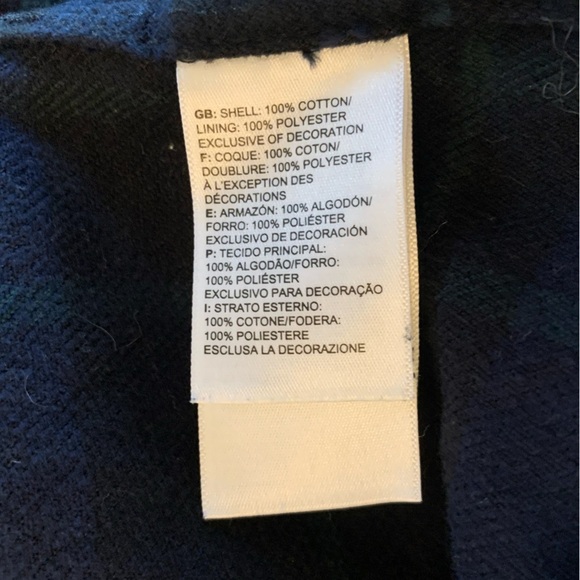 GB: SHELL: 100% COTTON/
LINING: 100% POLYESTER
EXCLUSIVE OF DECORATION
F: COQUE: 100% COTON/
DOUBLURE: 100% POLYESTER
À L'EXCEPTION DES
DÉCORATIONS
E: ARMAZÓN: 100% ALGODÓN/
FORRO: 100% POLIÉSTER
EXCLUSIVO DE DECORACIÓN
P: TECIDO PRINCIPAL:
100% ALGODÃO/FORRO:
100% POLIÉSTER
EXCLUSIVO PARA DECORAÇÃO
I: STRATO ESTERNO:
100% COTONE/FODERA:
100% POLIESTERE
ESCLUSA LA DECORAZIONE